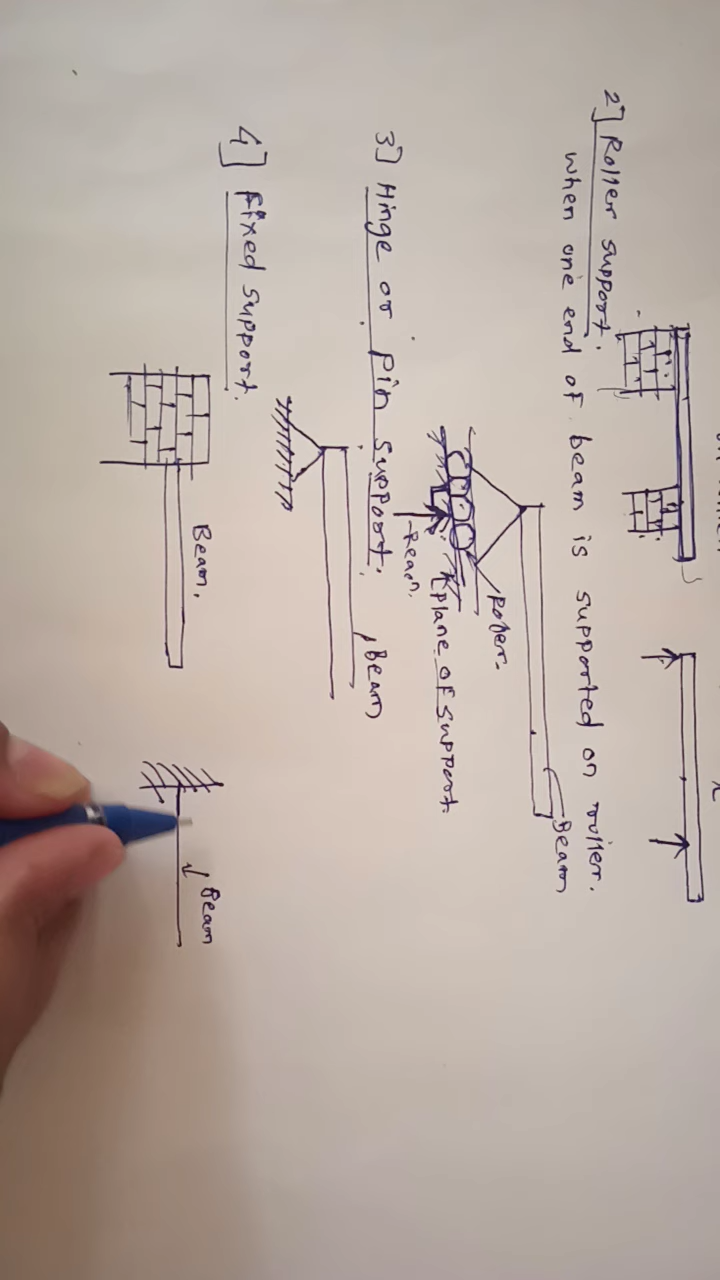 2] Roller support.
when one end of beam is supported on roller.
Roller.
Beam
Plane of support
Reacn.
3] Hinge or Pin support.
Beam
4] Fixed support.
Beam.
Beam